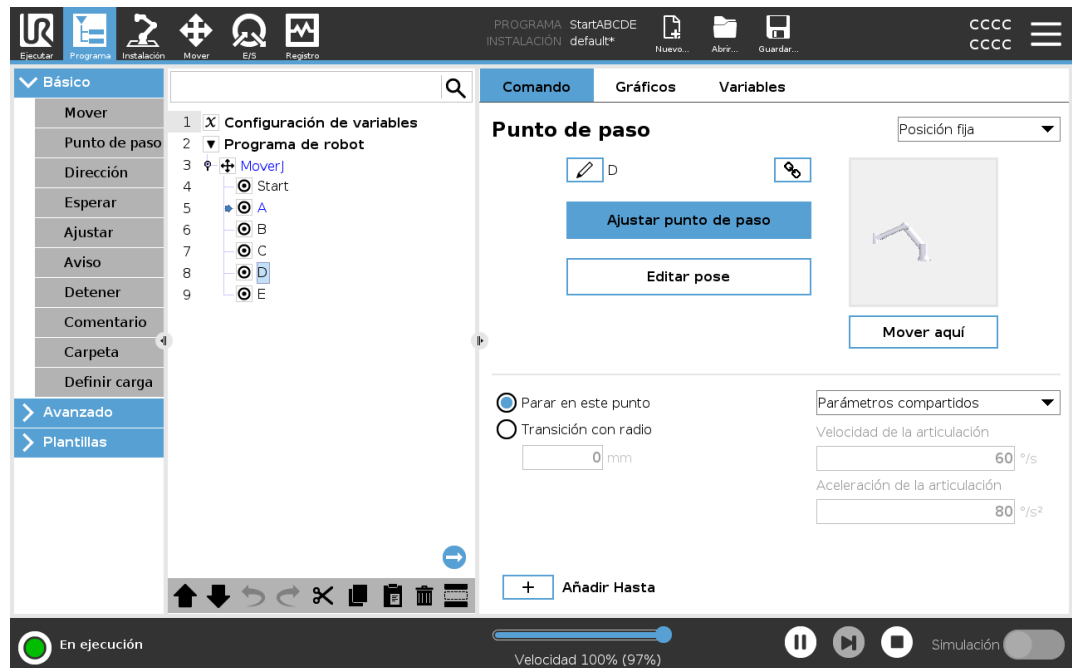 PROGRAMA StartABCDE
INSTALACIÓN default*
CCCC
CCCC
Ejecutar
Programa
Instalación
Mover
E/S
Registro
Nuevo...
Abrir...
Guardar...
Básico
Mover
Punto de paso
Dirección
Esperar
Ajustar
Aviso
Detener
Comentario
Carpeta
Definir carga
Avanzado
Plantillas
1 X Configuración de variables
2 Programa de robot
3 MoverJ
4 Start
5 A
6 B
7 C
8 D
9 E
Comando
Gráficos
Variables
Punto de paso
Posición fija
D
Ajustar punto de paso
Editar pose
Mover aquí
Parar en este punto
Transición con radio
0 mm
Parámetros compartidos
Velocidad de la articulación
60 °/s
Aceleración de la articulación
80 °/s²
+ Añadir Hasta
En ejecución
Velocidad 100% (97%)
Simulación